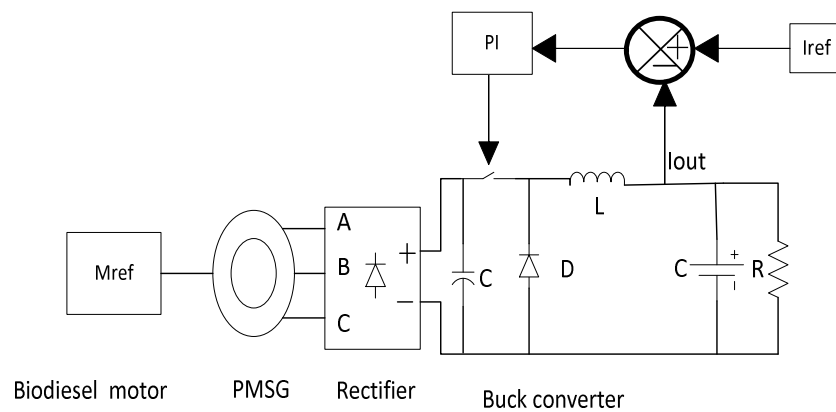 PI
Iref
+
−
Iout
L
A
B
C
+
−
Mref
C
D
C
+
-
R
Biodiesel motor
PMSG
Rectifier
Buck converter